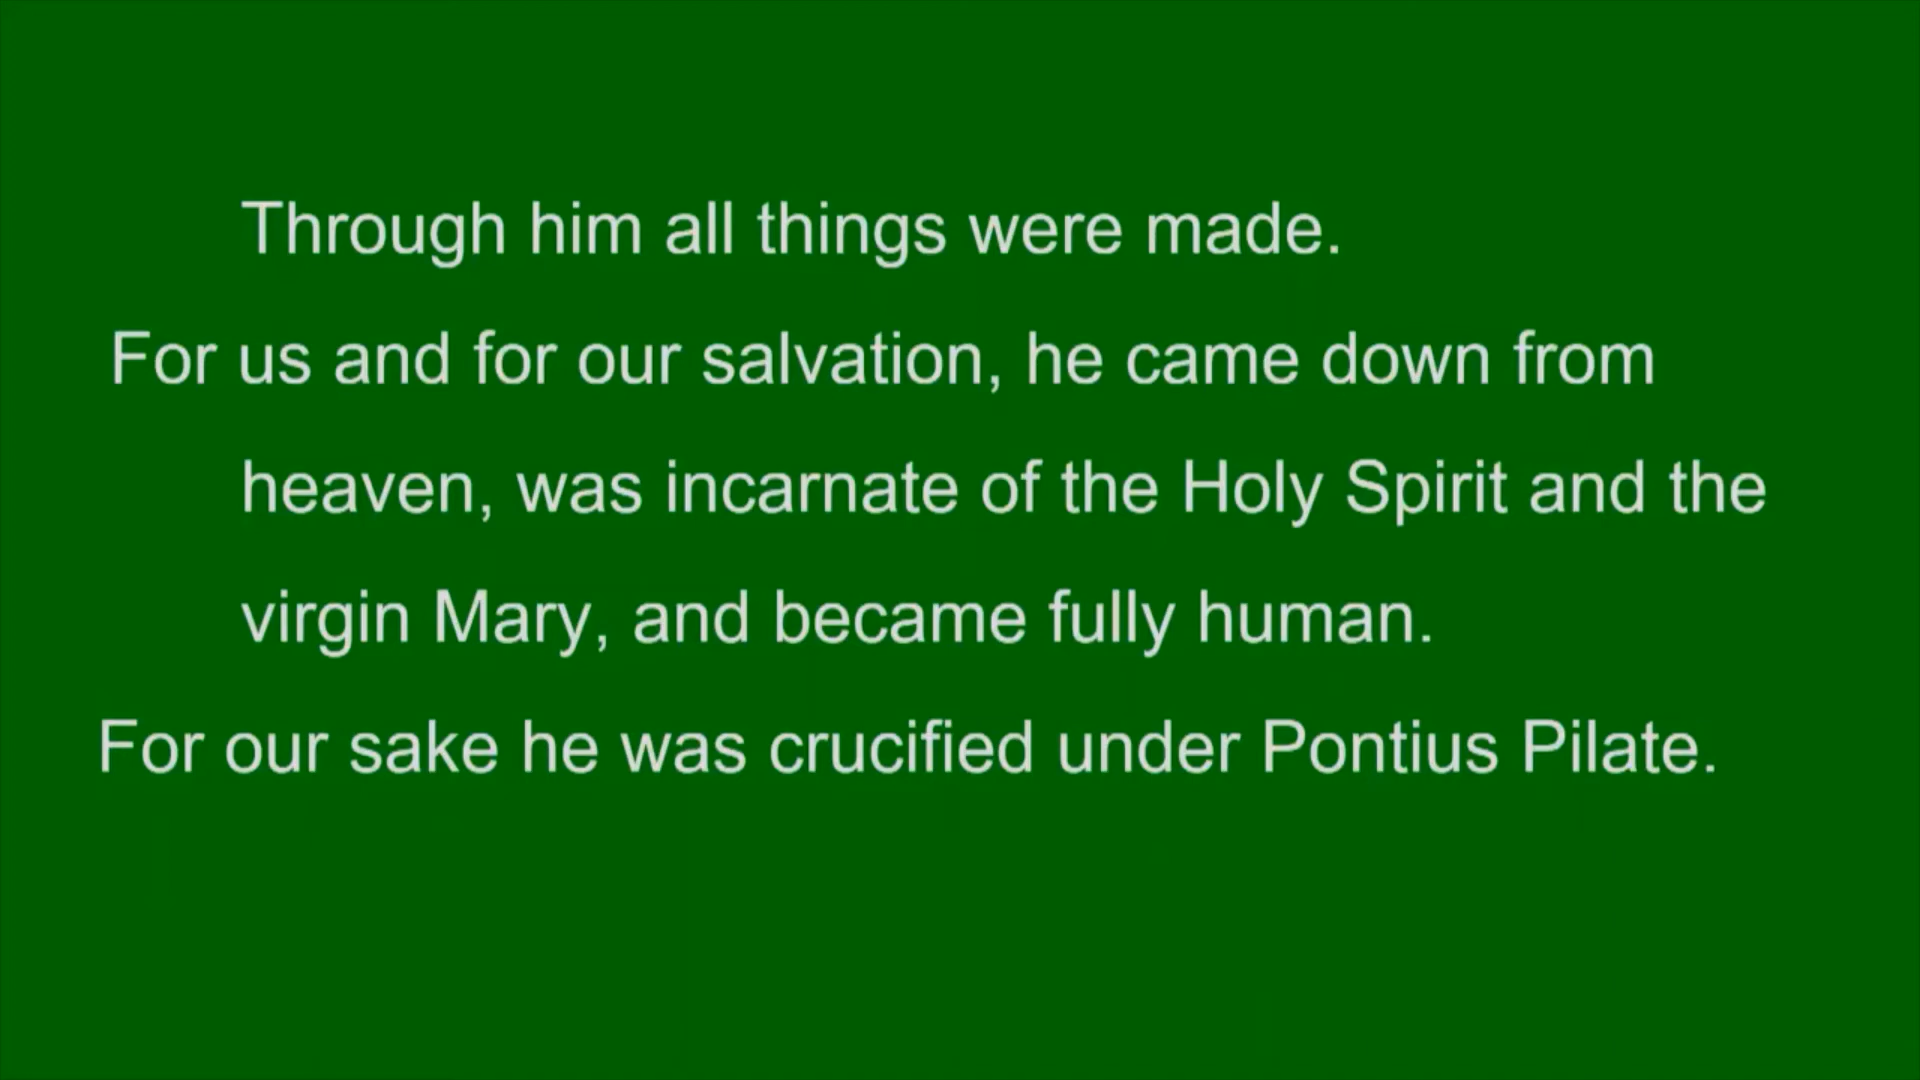 Through him all things were made.
For us and for our salvation, he came down from
heaven, was incarnate of the Holy Spirit and the
virgin Mary, and became fully human.
For our sake he was crucified under Pontius Pilate.